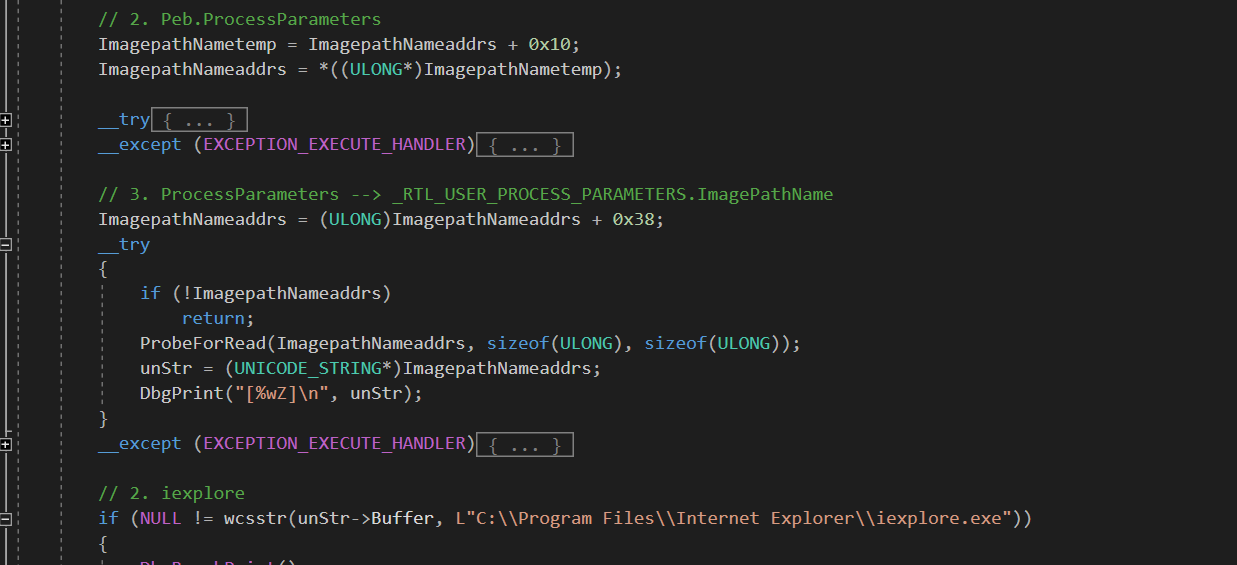 // 2. Peb.ProcessParameters
ImagepathNametemp = ImagepathNameaddrs + 0x10;
ImagepathNameaddrs = *((ULONG*)ImagepathNametemp);
__try{ ... }
__except (EXCEPTION_EXECUTE_HANDLER){ ... }
// 3. ProcessParameters --> _RTL_USER_PROCESS_PARAMETERS.ImagePathName
ImagepathNameaddrs = (ULONG)ImagepathNameaddrs + 0x38;
__try
{
if (!ImagepathNameaddrs)
return;
ProbeForRead(ImagepathNameaddrs, sizeof(ULONG), sizeof(ULONG));
unStr = (UNICODE_STRING*)ImagepathNameaddrs;
DbgPrint("[%wZ]\n", unStr);
}
__except (EXCEPTION_EXECUTE_HANDLER){ ... }
// 2. iexplore
if (NULL != wcsstr(unStr->Buffer, L"C:\\Program Files\\Internet Explorer\\iexplore.exe"))
{